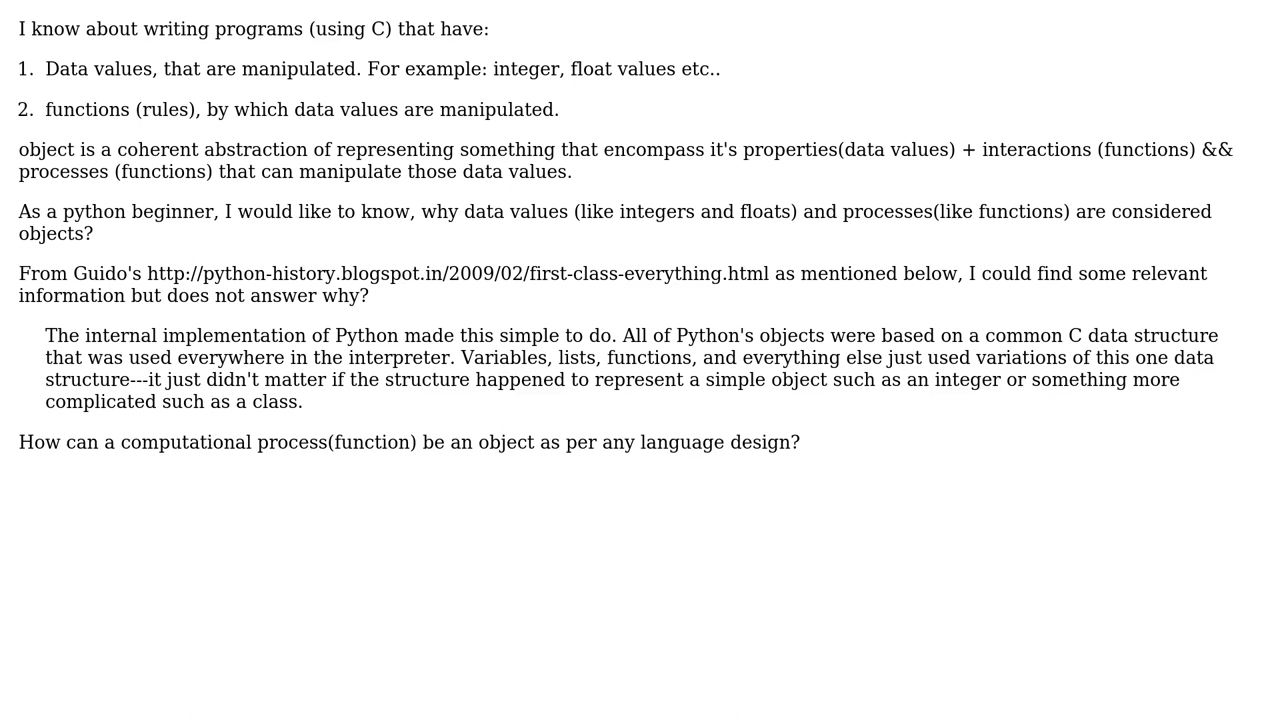 I know about writing programs (using C) that have:
1. Data values, that are manipulated. For example: integer, float values etc..
2. functions (rules), by which data values are manipulated.
object is a coherent abstraction of representing something that encompass it's properties(data values) + interactions (functions) &&
processes (functions) that can manipulate those data values.
As a python beginner, I would like to know, why data values (like integers and floats) and processes(like functions) are considered
objects?
From Guido's http://python-history.blogspot.in/2009/02/first-class-everything.html as mentioned below, I could find some relevant
information but does not answer why?
The internal implementation of Python made this simple to do. All of Python's objects were based on a common C data structure
that was used everywhere in the interpreter. Variables, lists, functions, and everything else just used variations of this one data
structure---it just didn't matter if the structure happened to represent a simple object such as an integer or something more
complicated such as a class.
How can a computational process(function) be an object as per any language design?